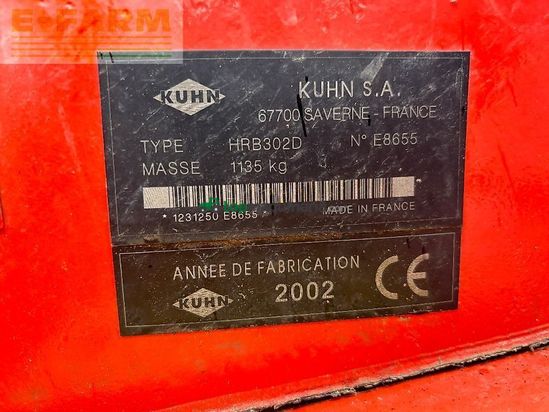 E-FARM
KUHN
KUHN S.A.
67700 SAVERNE - FRANCE
TYPE HRB302D N° E8655
MASSE 1135 kg
* 1231250 E8655 * MADE IN FRANCE
ANNEE DE FABRICATION
KUHN 2002 CE